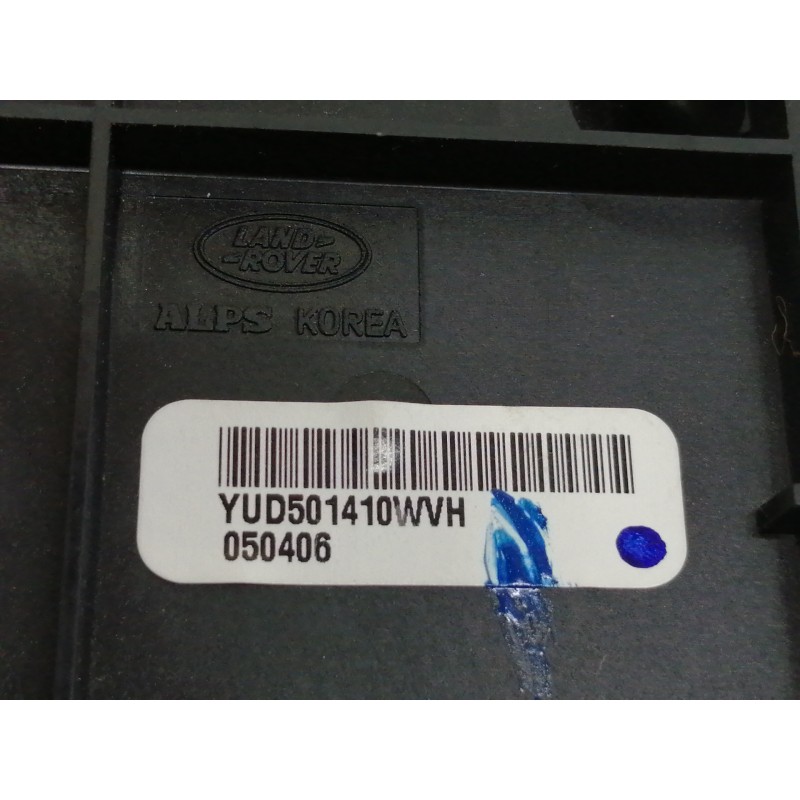 LAND
ROVER
ALPS KOREA
YUD501410WVH
050406